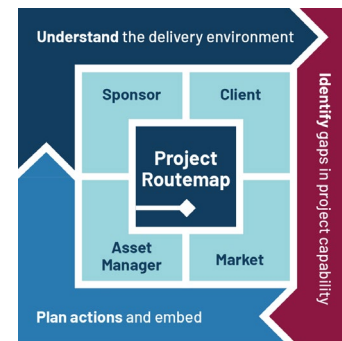 Understand the delivery environment
Sponsor
Client
Identify gaps in project capability
Project
Routemap
Asset
Manager
Market
Plan actions and embed